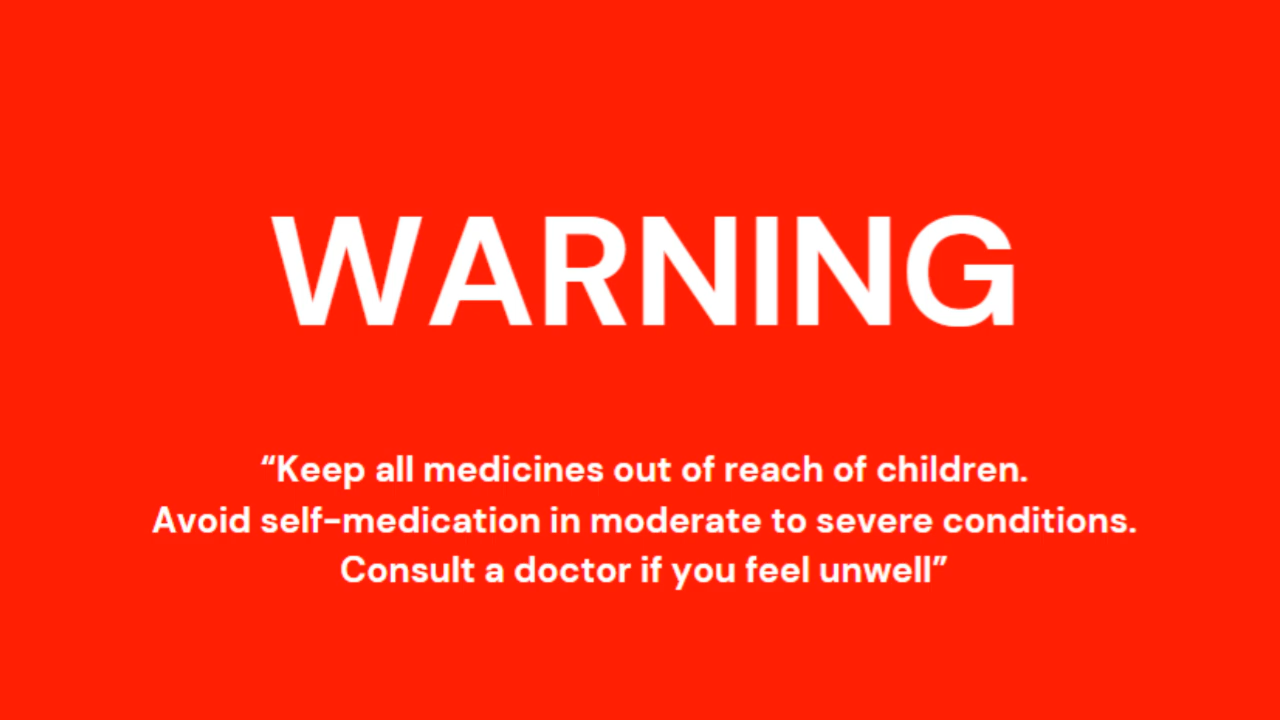 WARNING
“Keep all medicines out of reach of children.
Avoid self-medication in moderate to severe conditions.
Consult a doctor if you feel unwell”